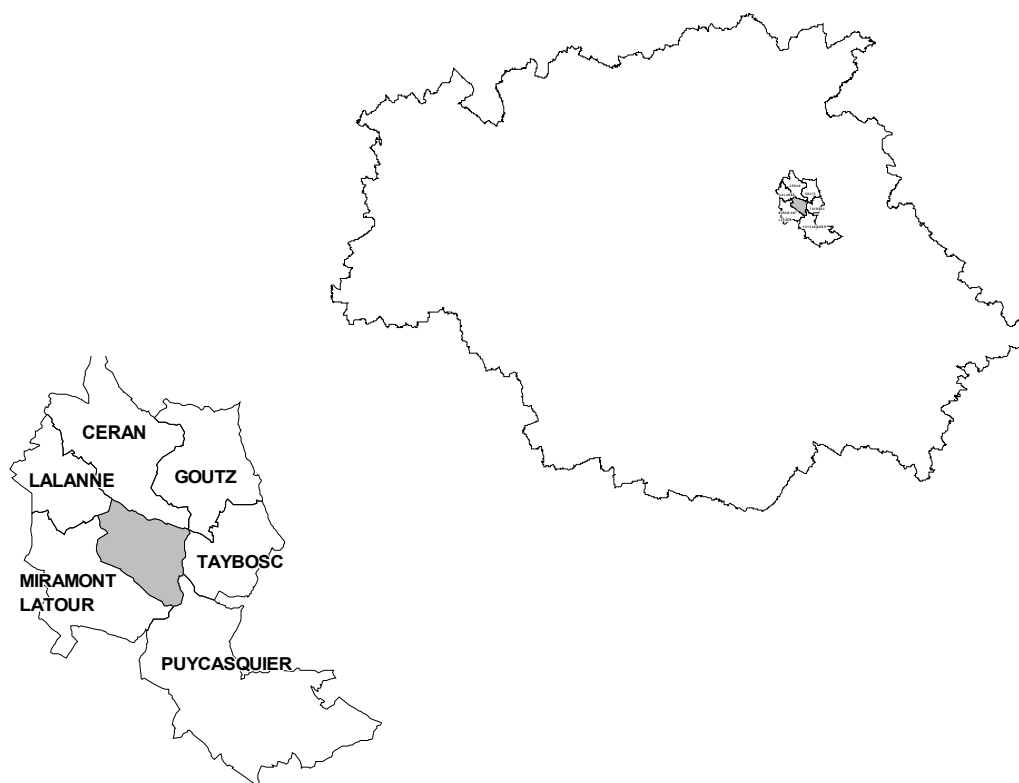 CERAN
GOUTZ
LALANNE
TAYBOSC
MIRAMONT
LATOUR
PUYCASQUIER